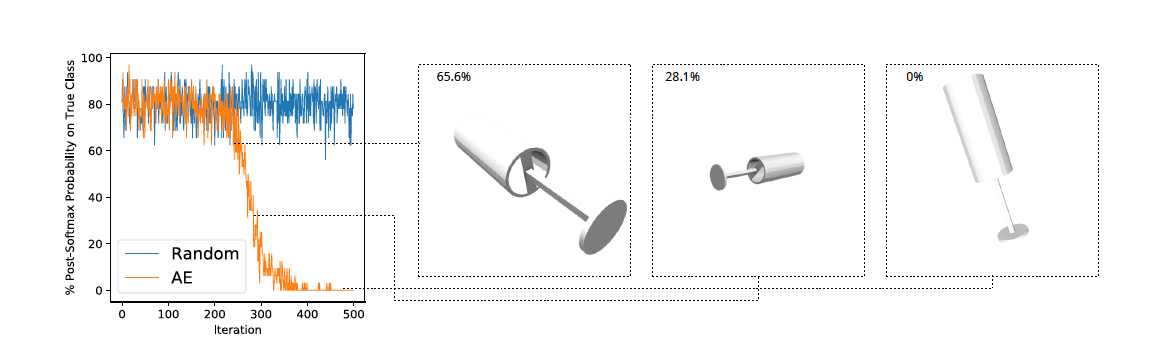 % Post-Softmax Probability on True Class
100
80
60
40
20
0
Random
AE
0 100 200 300 400 500
Iteration
65.6%
28.1%
0%